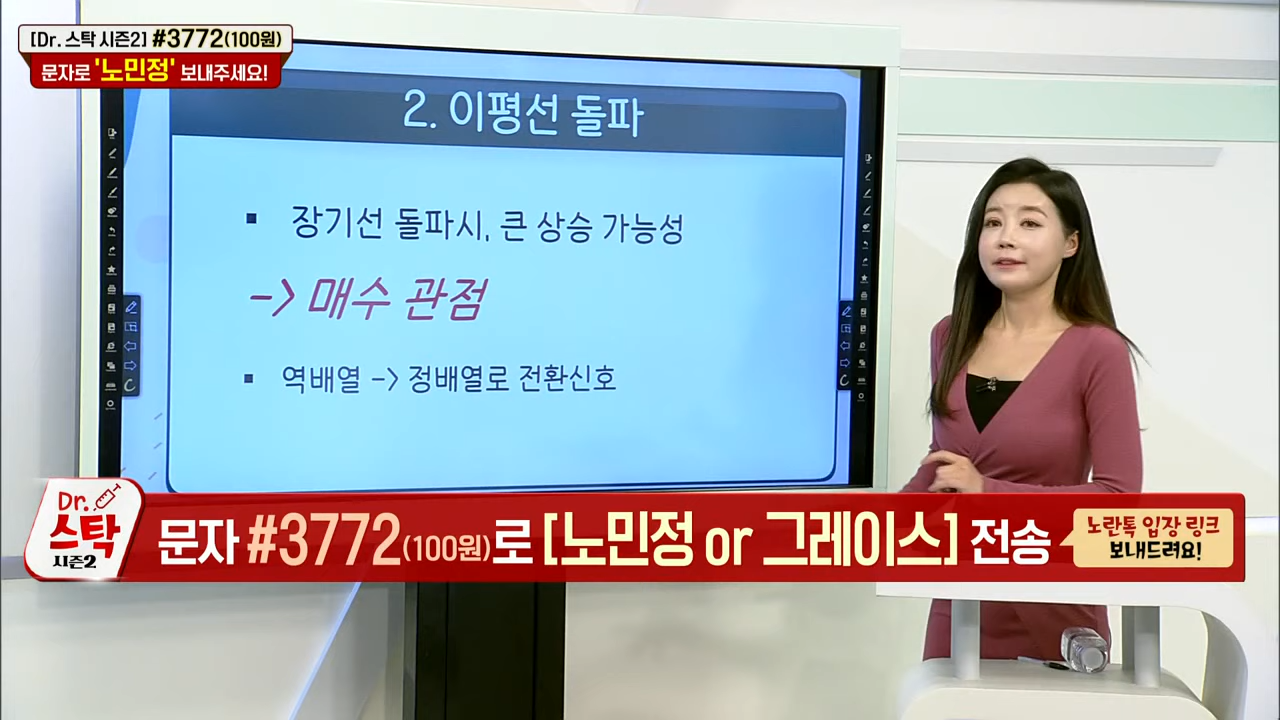 [Dr. 스탁 시즌2] #3772(100원)
문자로 '노민정' 보내주세요!
2. 이평선 돌파
▪ 장기선 돌파시, 큰 상승 가능성
-> 매수 관점
▪ 역배열 -> 정배열로 전환신호
Dr.
스탁
시즌2
문자 #3772(100원)로 [노민정 or 그레이스] 전송
노란톡 입장 링크
보내드려요!